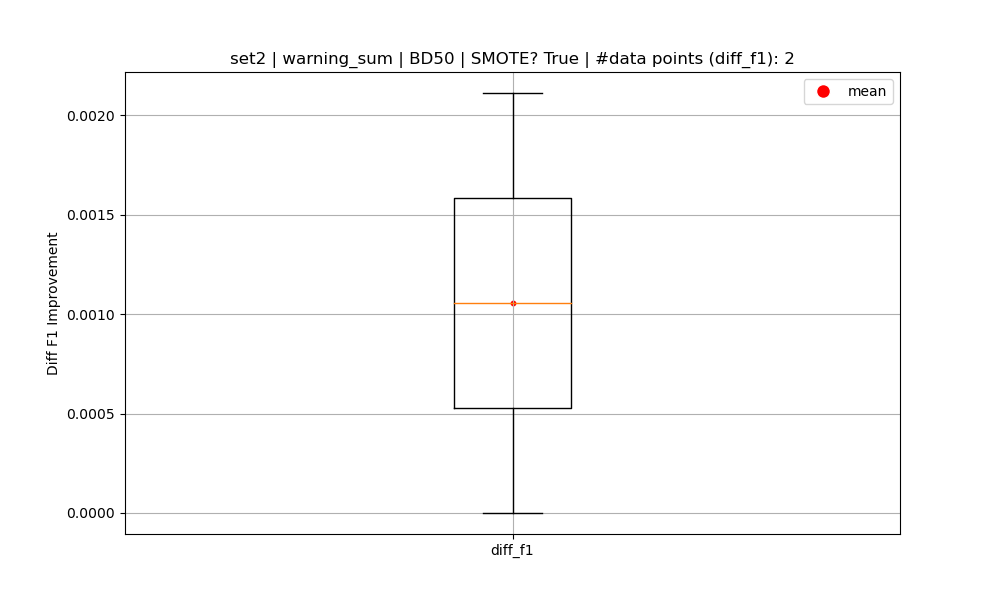 set2 | warning_sum | BD50 | SMOTE? True | #data points (diff_f1): 2
mean
0.0020
0.0015
0.0010
0.0005
0.0000
Diff F1 Improvement
diff_f1